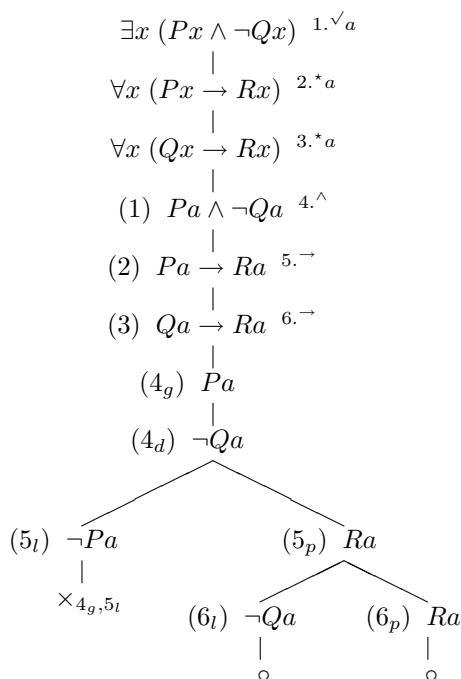 ∃x (Px ∧ ¬Qx) 1.√a
∀x (Px → Rx) 2.⋆a
∀x (Qx → Rx) 3.⋆a
(1) Pa ∧ ¬Qa 4.∧
(2) Pa → Ra 5.→
(3) Qa → Ra 6.→
(4g) Pa
(4d) ¬Qa
(5l) ¬Pa (5p) Ra
×4g,5l
(6l) ¬Qa (6p) Ra
∘ ∘